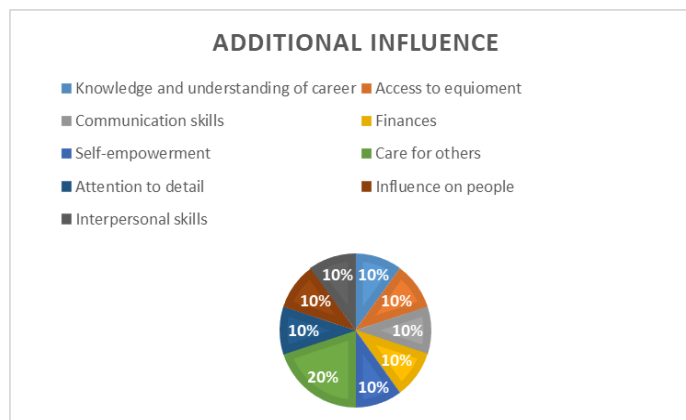 ADDITIONAL INFLUENCE
Knowledge and understanding of career Access to equioment
Communication skills Finances
Self-empowerment Care for others
Attention to detail Influence on people
Interpersonal skills
10% 10%
10% 10%
10% 10%
10%
20%
10%